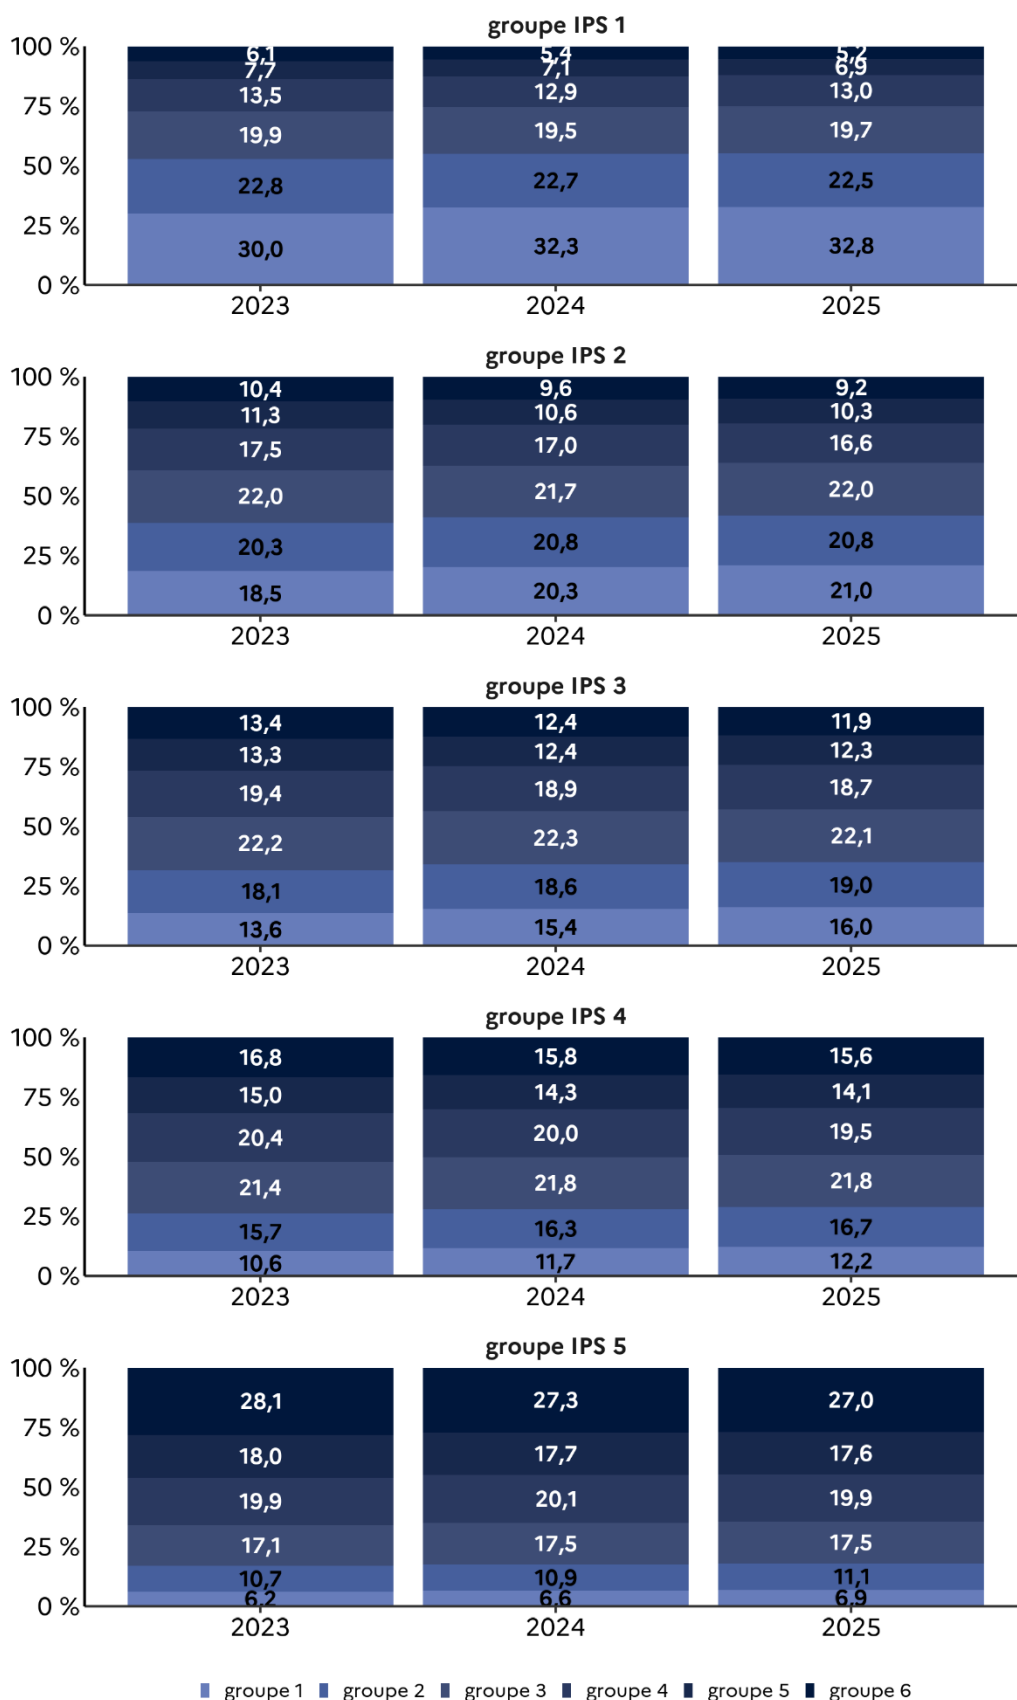 groupe IPS 1
100 %
6,1 5,4 5,2
7,7 7,1 6,9
13,5 12,9 13,0
75 %
19,9 19,5 19,7
50 %
22,8 22,7 22,5
25 %
30,0 32,3 32,8
0 %
2023 2024 2025
groupe IPS 2
100 %
10,4 9,6 9,2
11,3 10,6 10,3
75 %
17,5 17,0 16,6
50 %
22,0 21,7 22,0
20,3 20,8 20,8
25 %
18,5 20,3 21,0
0 %
2023 2024 2025
groupe IPS 3
100 %
13,4 12,4 11,9
13,3 12,4 12,3
75 %
19,4 18,9 18,7
50 %
22,2 22,3 22,1
25 %
18,1 18,6 19,0
13,6 15,4 16,0
0 %
2023 2024 2025
groupe IPS 4
100 %
16,8 15,8 15,6
75 %
15,0 14,3 14,1
20,4 20,0 19,5
50 %
21,4 21,8 21,8
25 %
15,7 16,3 16,7
10,6 11,7 12,2
0 %
2023 2024 2025
groupe IPS 5
100 %
28,1 27,3 27,0
75 %
18,0 17,7 17,6
50 %
19,9 20,1 19,9
25 %
17,1 17,5 17,5
10,7 10,9 11,1
6,2 6,6 6,9
0 %
2023 2024 2025
groupe 1 groupe 2 groupe 3 groupe 4 groupe 5 groupe 6